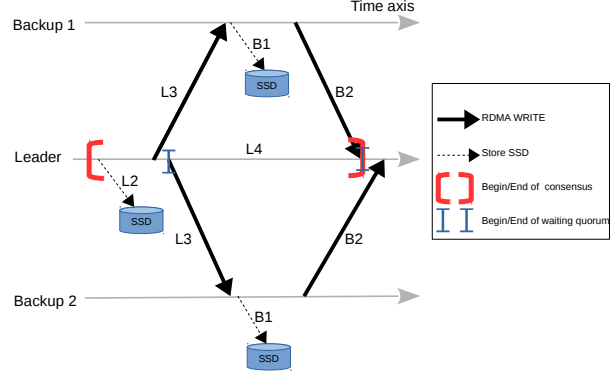 Time axis
Backup 1
B1
SSD
L3
B2
RDMA WRITE
Leader
L4
Store SSD
L2
Begin/End of consensus
SSD
Begin/End of waiting quorum
L3
B2
Backup 2
B1
SSD